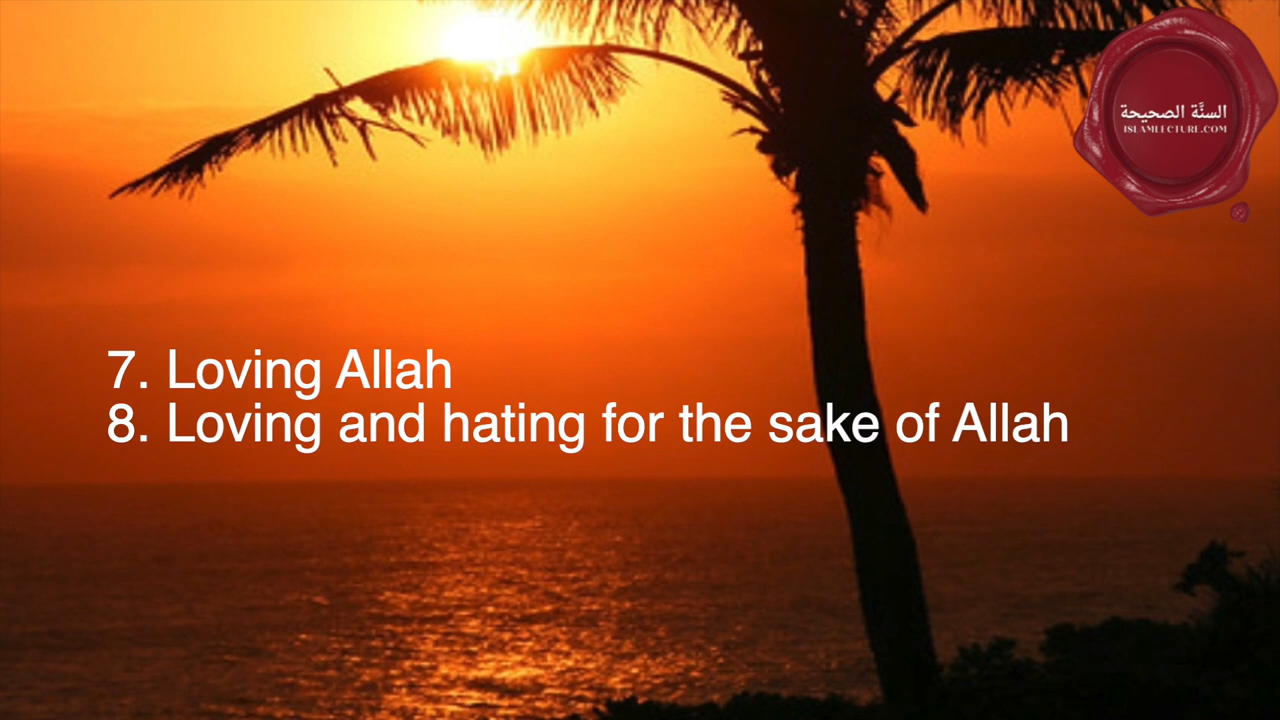 السنَّة الصحيحة
ISLAMLECTURE.COM
7. Loving Allah
8. Loving and hating for the sake of Allah